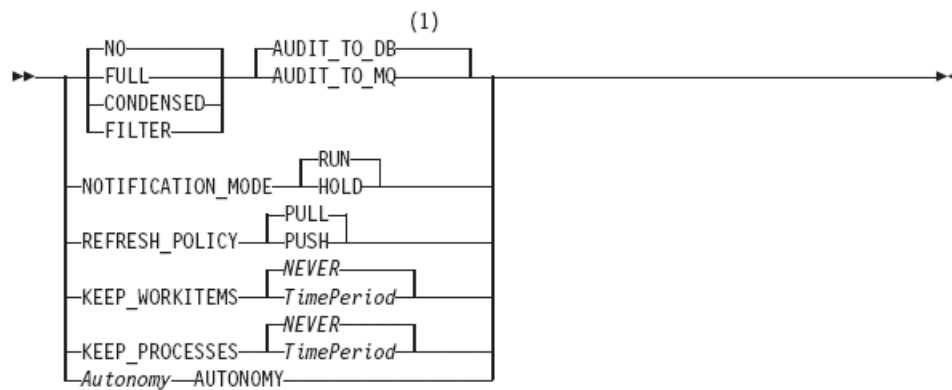 (1)
NO AUDIT_TO_DB
FULL AUDIT_TO_MQ
CONDENSED
FILTER
RUN
NOTIFICATION_MODE HOLD
PULL
REFRESH_POLICY PUSH
NEVER
KEEP_WORKITEMS TimePeriod
NEVER
KEEP_PROCESSES TimePeriod
Autonomy AUTONOMY